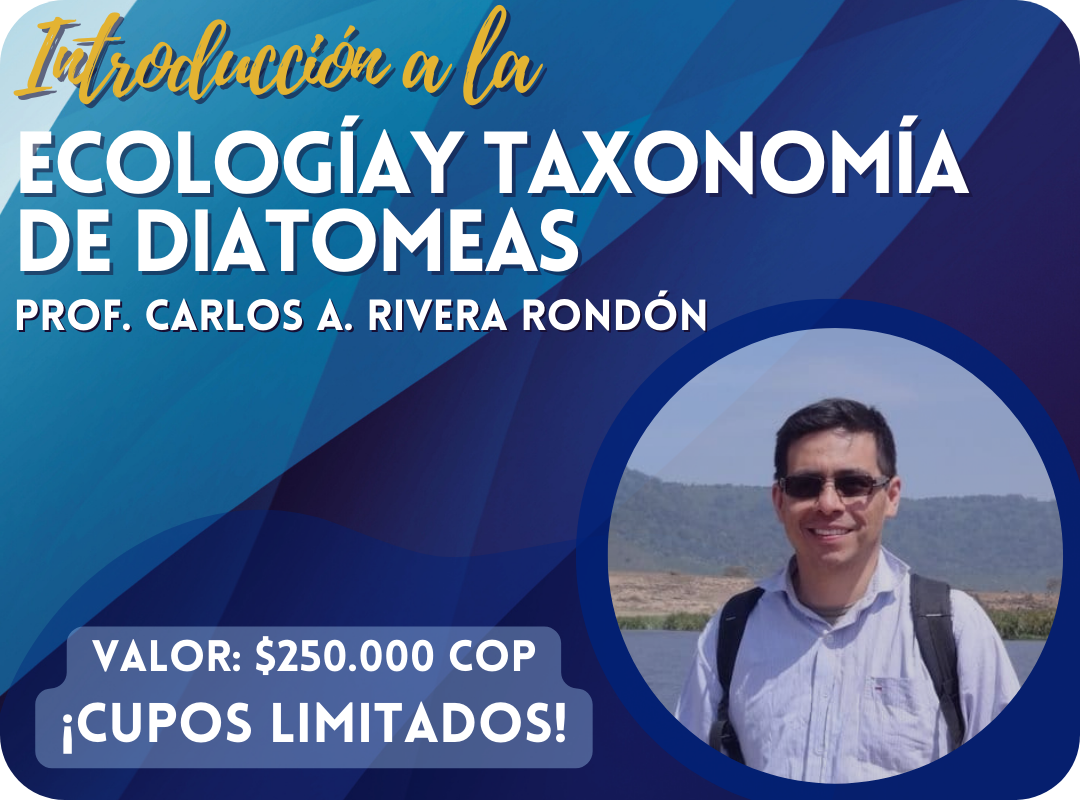 Introducción a la
ECOLOGÍAY TAXONOMÍA
DE DIATOMEAS
PROF. CARLOS A. RIVERA RONDÓN
VALOR: $250.000 COP
¡CUPOS LIMITADOS!